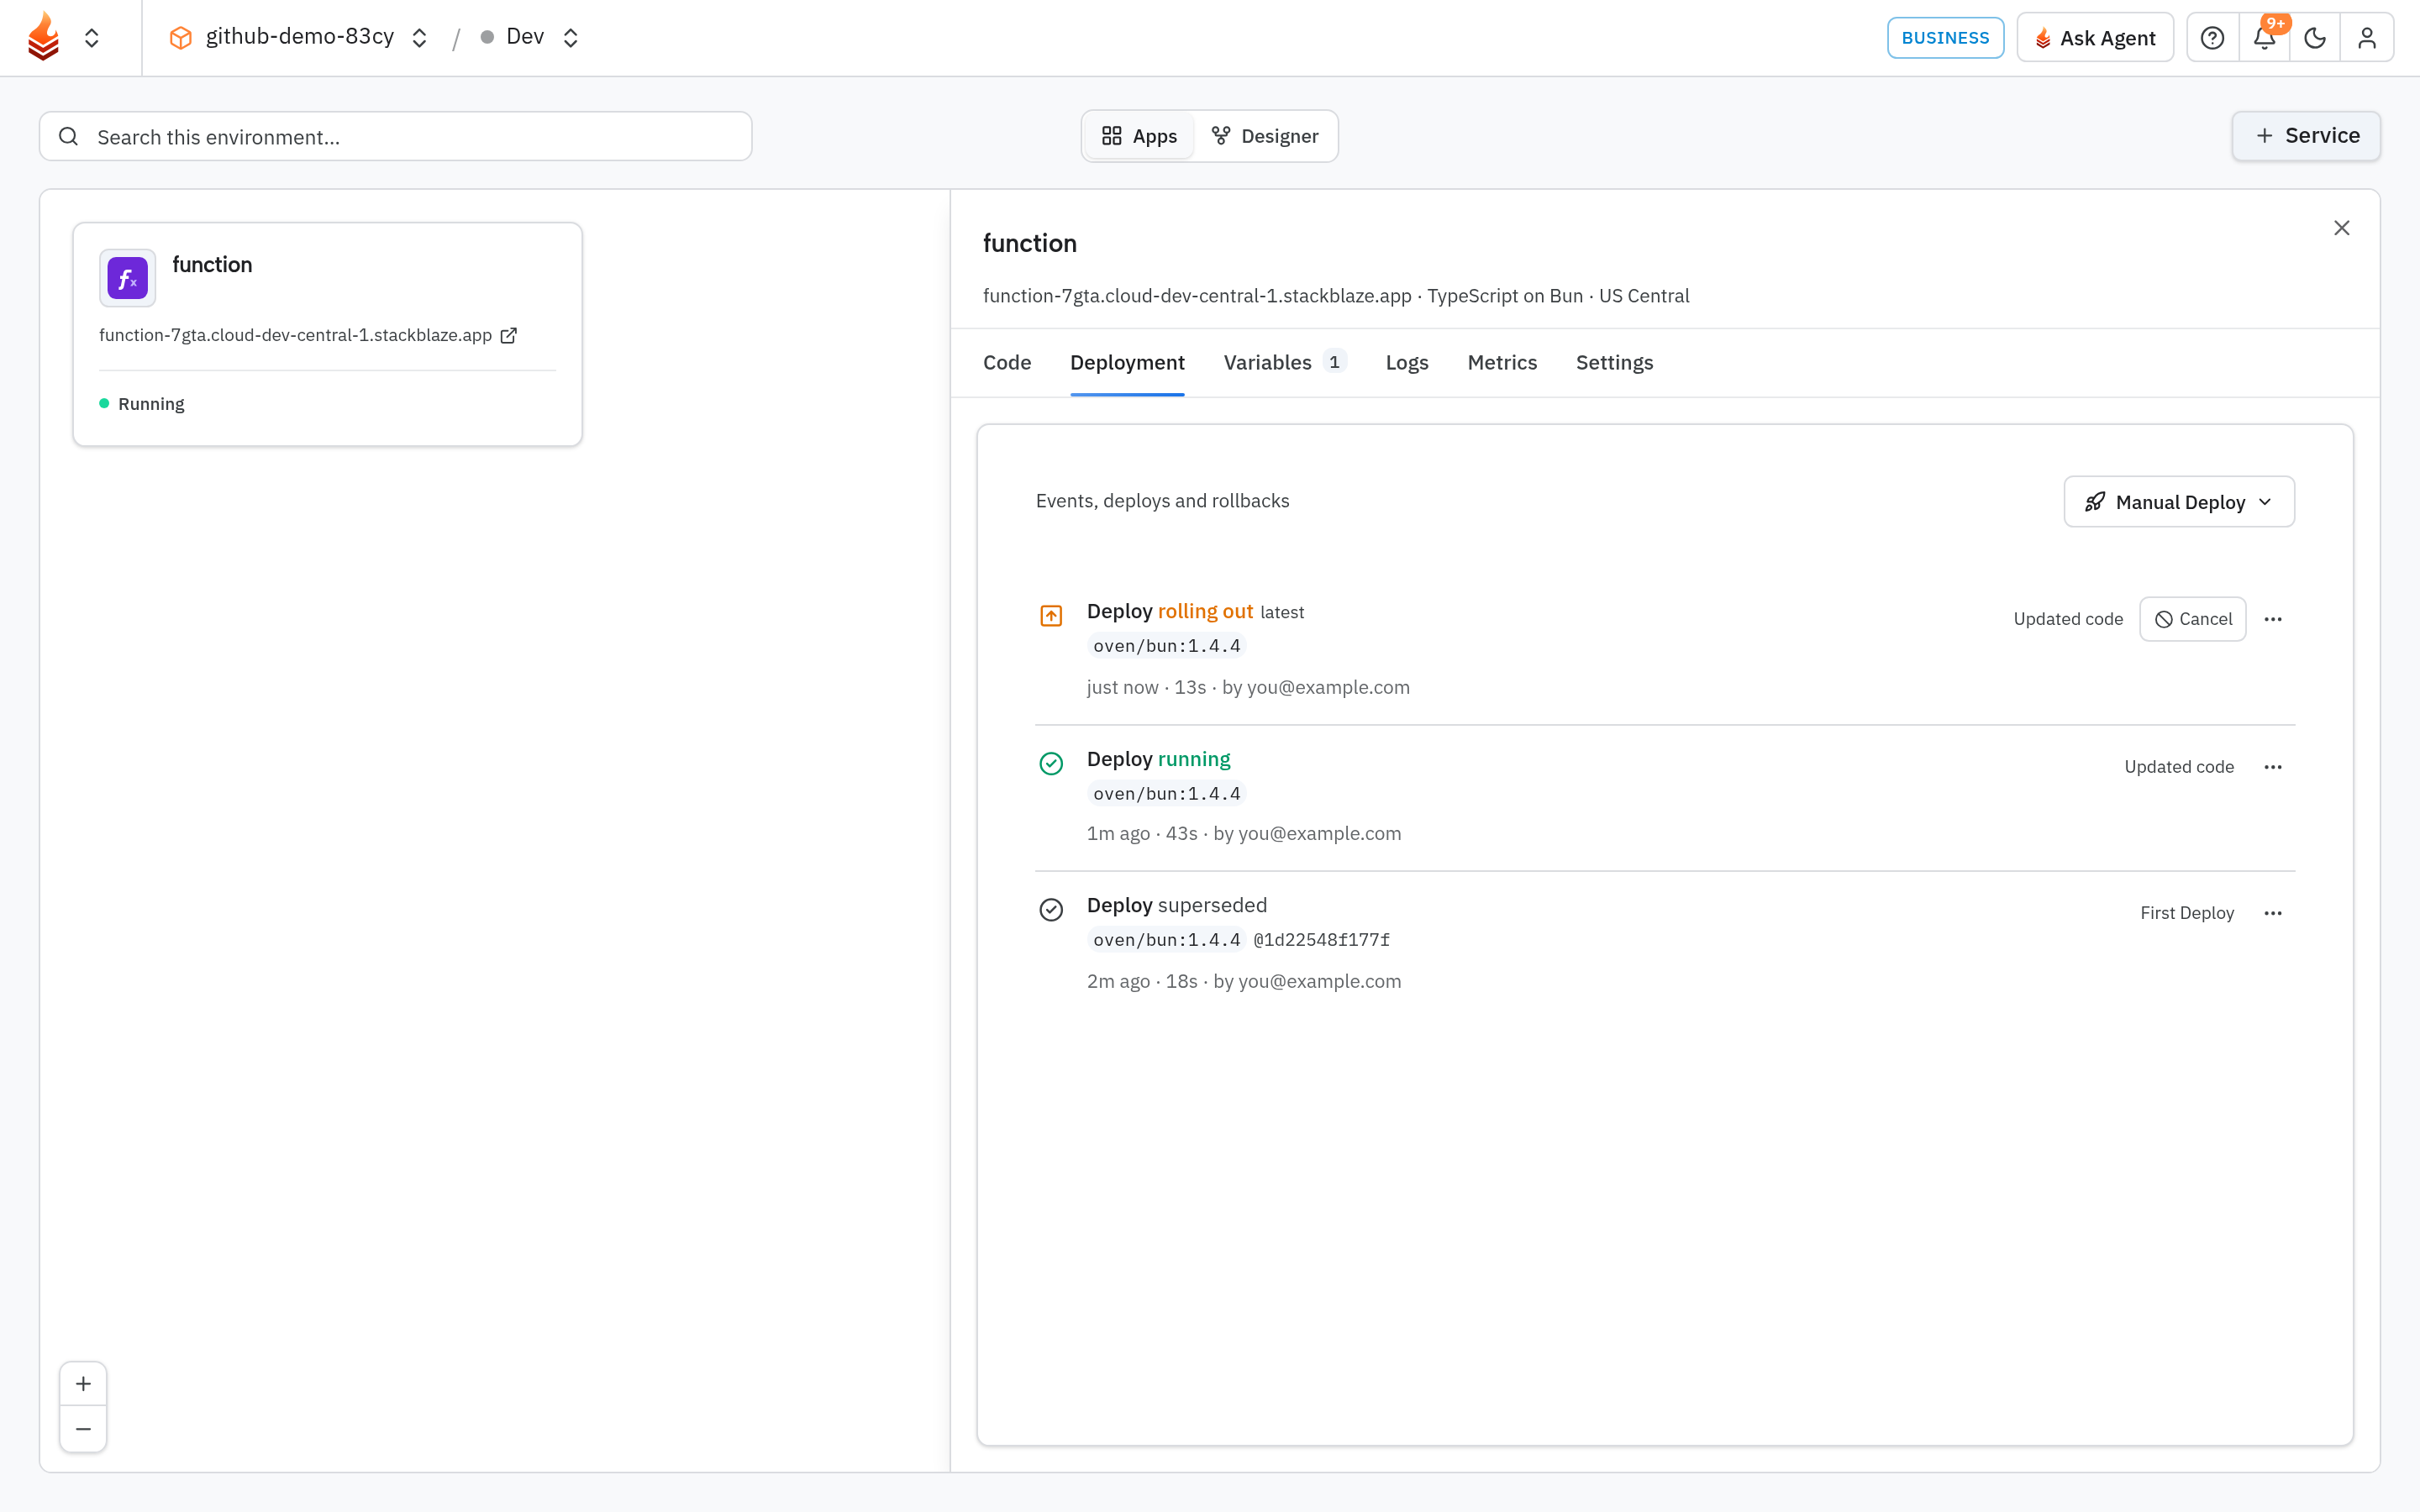 github-demo-83cy / Dev
BUSINESS
Ask Agent
9+
Search this environment...
Apps
Designer
+ Service
function
function-7gta.cloud-dev-central-1.stackblaze.app
Running
function
function-7gta.cloud-dev-central-1.stackblaze.app · TypeScript on Bun · US Central
Code
Deployment
Variables 1
Logs
Metrics
Settings
Events, deploys and rollbacks
Manual Deploy
Deploy rolling out latest
Updated code
Cancel
oven/bun:1.4.4
just now · 13s · by you@example.com
Deploy running
Updated code
oven/bun:1.4.4
1m ago · 43s · by you@example.com
Deploy superseded
First Deploy
oven/bun:1.4.4 @1d22548f177f
2m ago · 18s · by you@example.com